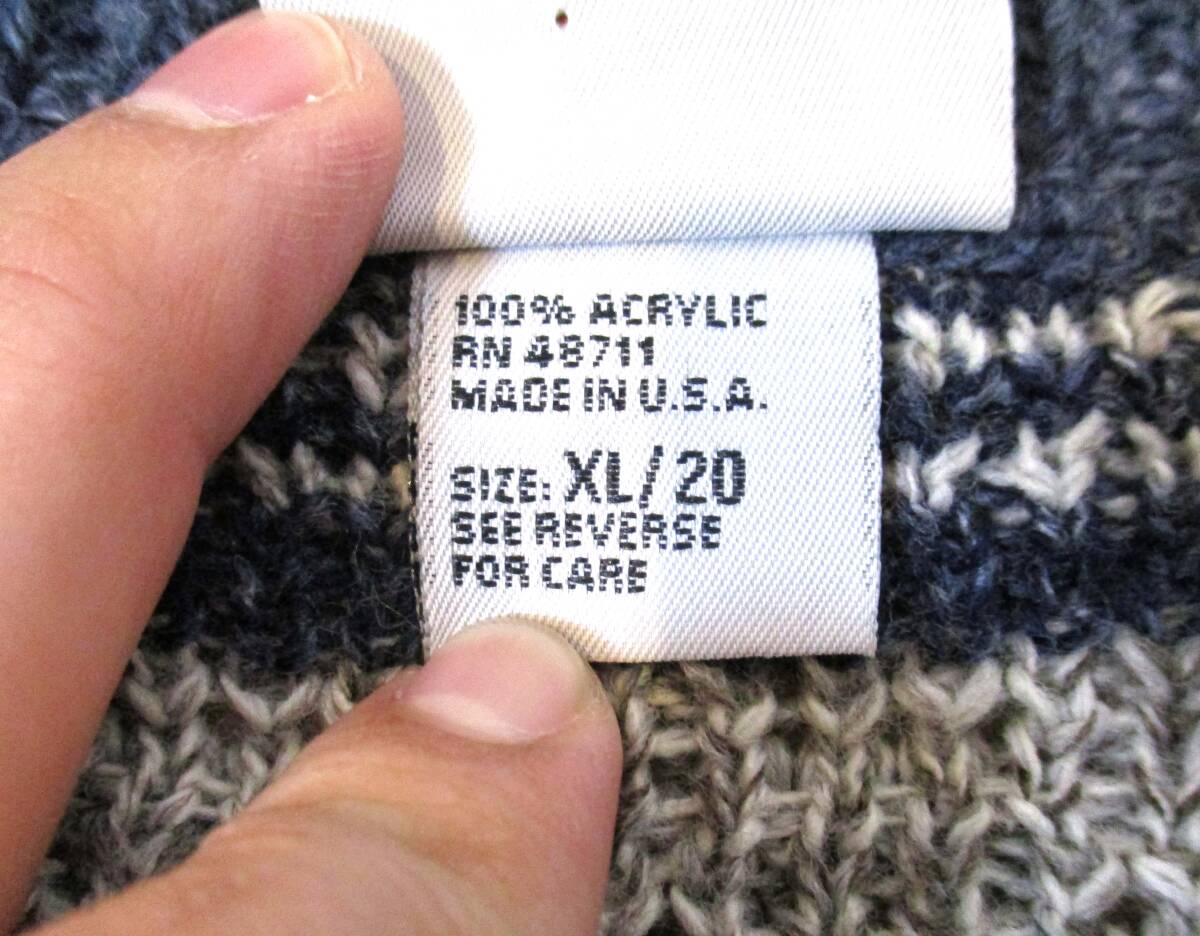 100% ACRYLIC
RN 48711
MADE IN U.S.A.
SIZE: XL/20
SEE REVERSE
FOR CARE